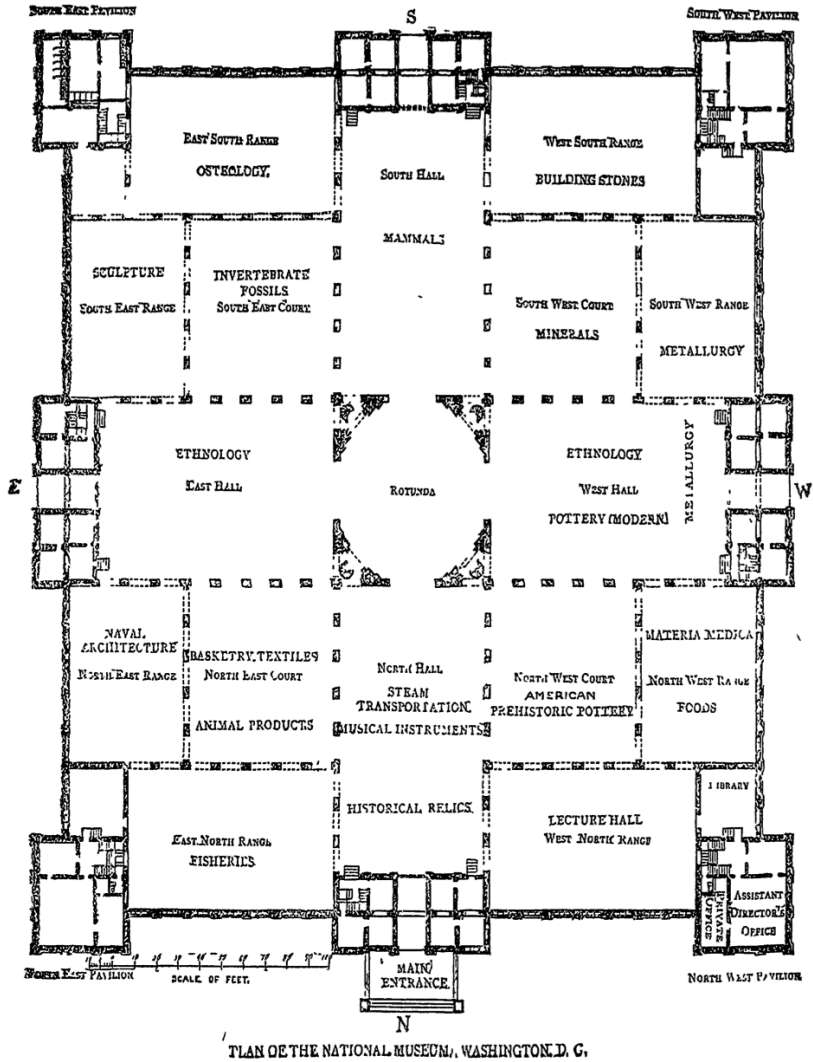 SOUTH EAST PAVILION
S
SOUTH WEST PAVILION
EAST SOUTH RANGE
OSTEOLOGY.
SOUTH HALL
MAMMALS
WEST SOUTH RANGE
BUILDING STONES
SCULPTURE
SOUTH EAST RANGE
INVERTEBRATE
FOSSILS
SOUTH EAST COURT
SOUTH WEST COURT
MINERALS
SOUTH WEST RANGE
METALLURGY
E
ETHNOLOGY
EAST HALL
ROTUNDA
ETHNOLOGY
WEST HALL
POTTERY (MODERN)
METALLURGY
W
NAVAL
ARCHITECTURE
NORTH EAST RANGE
BASKETRY, TEXTILES
NORTH EAST COURT
ANIMAL PRODUCTS
NORTH HALL
STEAM
TRANSPORTATION.
MUSICAL INSTRUMENTS
HISTORICAL RELICS.
NORTH WEST COURT
AMERICAN
PREHISTORIC POTTERY
MATERIA MEDICA
NORTH WEST RANGE
FOODS
EAST NORTH RANGE
FISHERIES
LECTURE HALL
WEST NORTH RANGE
LIBRARY
PRIVATE
OFFICE
ASSISTANT
DIRECTOR'S
OFFICE
NORTH EAST PAVILION
SCALE OF FEET.
MAIN
ENTRANCE.
NORTH WEST PAVILION
N
PLAN OF THE NATIONAL MUSEUM, WASHINGTON, D. C.